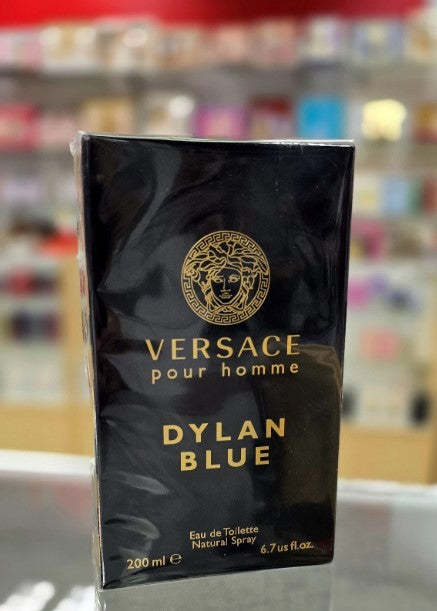 VERSACE
pour homme
DYLAN
BLUE
Eau de Toilette
Natural Spray
200 ml ℮ 6.7 us fl.oz.